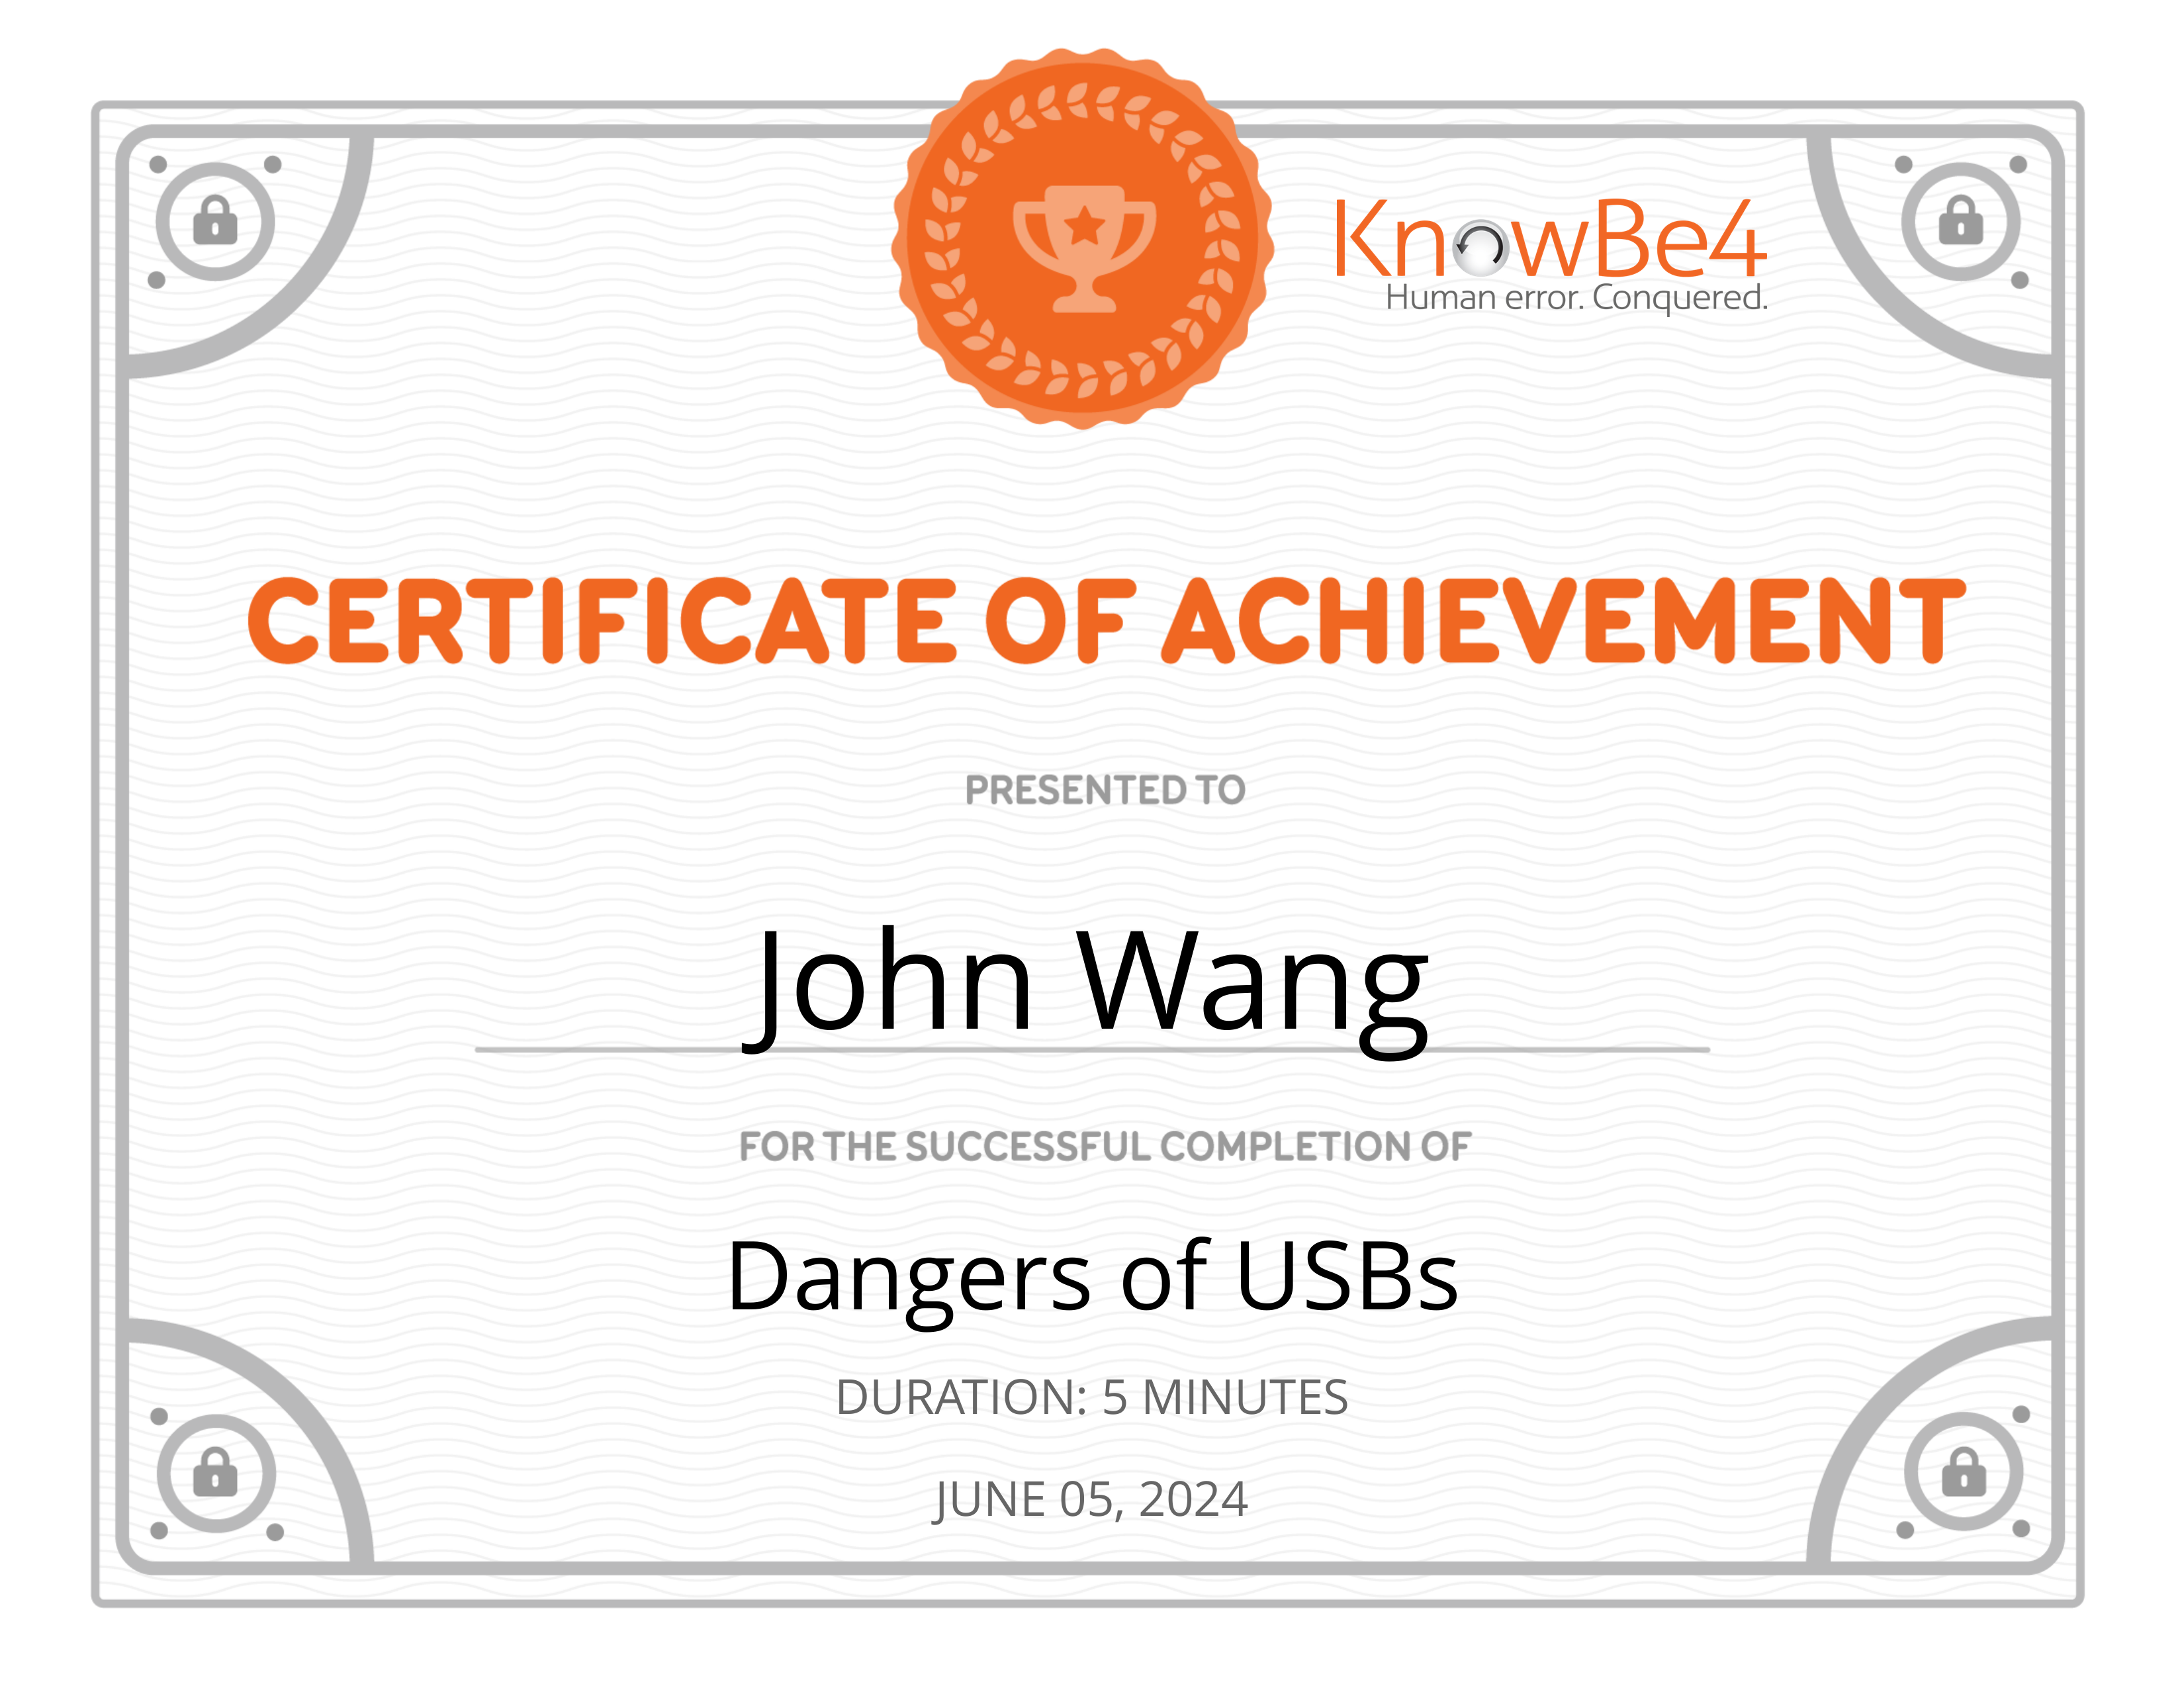 KnowBe4
Human error. Conquered.
CERTIFICATE OF ACHIEVEMENT
PRESENTED TO
John Wang
FOR THE SUCCESSFUL COMPLETION OF
Dangers of USBs
DURATION: 5 MINUTES
JUNE 05, 2024